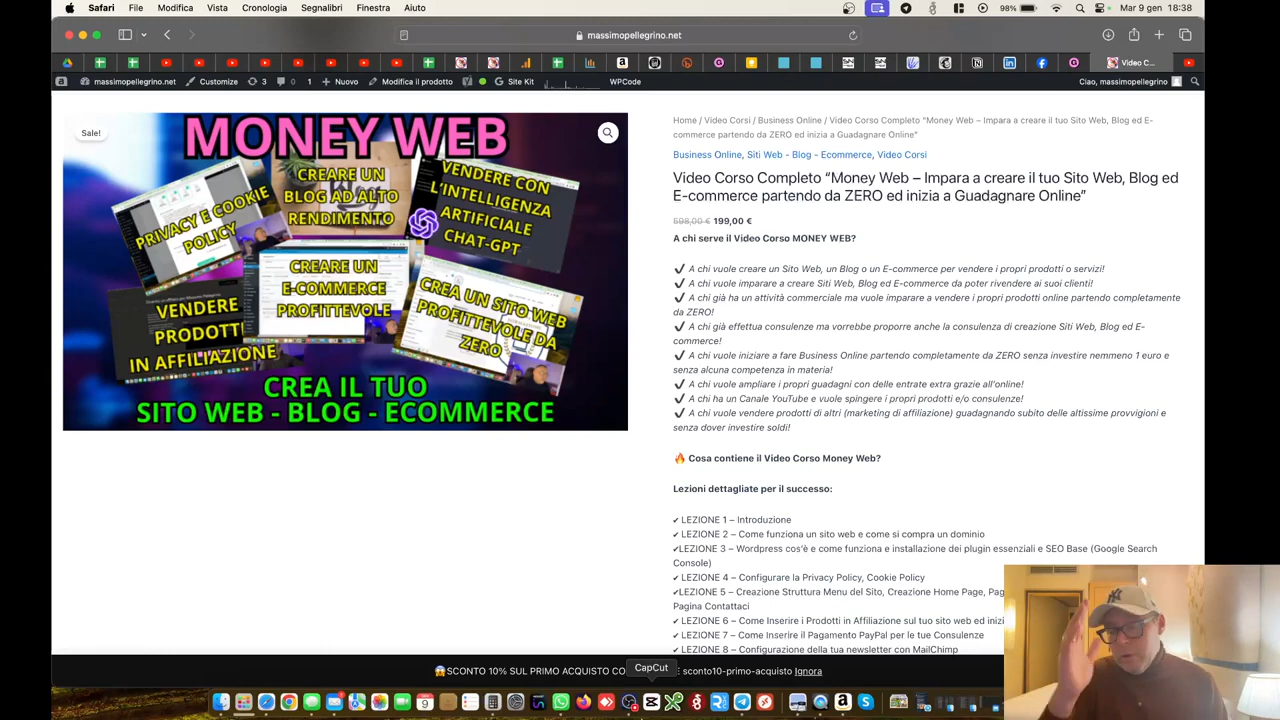 Safari File Modifica Vista Cronologia Segnalibri Finestra Aiuto
98% Dom 9 mar 18:38
massimopellegrino.net
Video C...
massimopellegrino.net Customize 3 0 1 Nuovo Modifica il prodotto Site Kit WPCode Ciao, massimopellegrino
Sale!
MONEY WEB
PRIVACY E COOKIE
POLICY
CREARE UN
BLOG AD ALTO
RENDIMENTO
VENDERE CON
L'INTELLIGENZA
ARTIFICIALE
CHAT-GPT
VENDERE
PRODOTTI
IN AFFILIAZIONE
CREARE UN
E-COMMERCE
PROFITTEVOLE
CREA UN SITO WEB
PROFITTEVOLE DA
ZERO
CREA IL TUO
SITO WEB - BLOG - ECOMMERCE
Home / Video Corsi / Business Online / Video Corso Completo “Money Web – Impara a creare il tuo Sito Web, Blog ed E-
commerce partendo da ZERO ed inizia a Guadagnare Online”
Business Online, Siti Web - Blog - Ecommerce, Video Corsi
Video Corso Completo “Money Web – Impara a creare il tuo Sito Web, Blog ed
E-commerce partendo da ZERO ed inizia a Guadagnare Online”
598,00 € 199,00 €
A chi serve il Video Corso MONEY WEB?
✔ A chi vuole creare un Sito Web, un Blog o un E-commerce per vendere i propri prodotti o servizi!
✔ A chi vuole imparare a creare Siti Web, Blog ed E-commerce da poter rivendere ai suoi clienti!
✔ A chi già ha un attività commerciale ma vuole imparare a vendere i propri prodotti online partendo completamente
da ZERO!
✔ A chi già effettua consulenze ma vorrebbe proporre anche la consulenza di creazione Siti Web, Blog ed E-
commerce!
✔ A chi vuole iniziare a fare Business Online partendo completamente da ZERO senza investire nemmeno 1 euro e
senza alcuna competenza in materia!
✔ A chi vuole ampliare i propri guadagni con delle entrate extra grazie all'online!
✔ A chi ha un Canale YouTube e vuole spingere i propri prodotti e/o consulenze!
✔ A chi vuole vendere prodotti di altri (marketing di affiliazione) guadagnando subito delle altissime provvigioni e
senza dover investire soldi!
🔥 Cosa contiene il Video Corso Money Web?
Lezioni dettagliate per il successo:
✔ LEZIONE 1 – Introduzione
✔ LEZIONE 2 – Come funziona un sito web e come si compra un dominio
✔LEZIONE 3 – Wordpress cos'è e come funziona e installazione dei plugin essenziali e SEO Base (Google Search
Console)
✔ LEZIONE 4 – Configurare la Privacy Policy, Cookie Policy
✔LEZIONE 5 – Creazione Struttura Menu del Sito, Creazione Home Page, Pag
Pagina Contattaci
✔ LEZIONE 6 – Come Inserire i Prodotti in Affiliazione sul tuo sito web ed inizi
✔ LEZIONE 7 – Come Inserire il Pagamento PayPal per le tue Consulenze
✔ LEZIONE 8 – Configurazione della tua newsletter con MailChimp
😱SCONTO 10% SUL PRIMO ACQUISTO CO E sconto10-primo-acquisto Ignora
CapCut